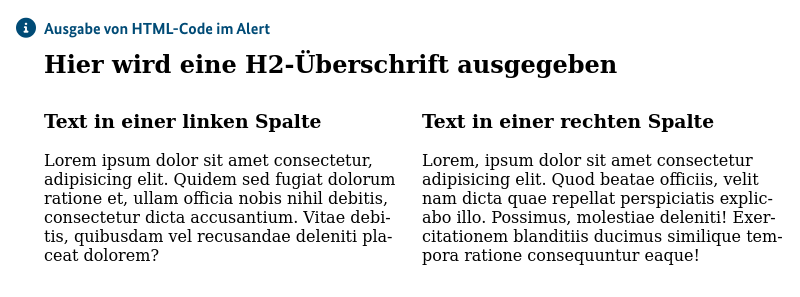 Ausgabe von HTML-Code im Alert
Hier wird eine H2-Überschrift ausgegeben
Text in einer linken Spalte
Lorem ipsum dolor sit amet consectetur,
adipisicing elit. Quidem sed fugiat dolorum
ratione et, ullam officia nobis nihil debitis,
consectetur dicta accusantium. Vitae debi-
tis, quibusdam vel recusandae deleniti pla-
ceat dolorem?
Text in einer rechten Spalte
Lorem, ipsum dolor sit amet consectetur
adipisicing elit. Quod beatae officiis, velit
nam dicta quae repellat perspiciatis explic-
abo illo. Possimus, molestiae deleniti! Exer-
citationem blanditiis ducimus similique tem-
pora ratione consequuntur eaque!